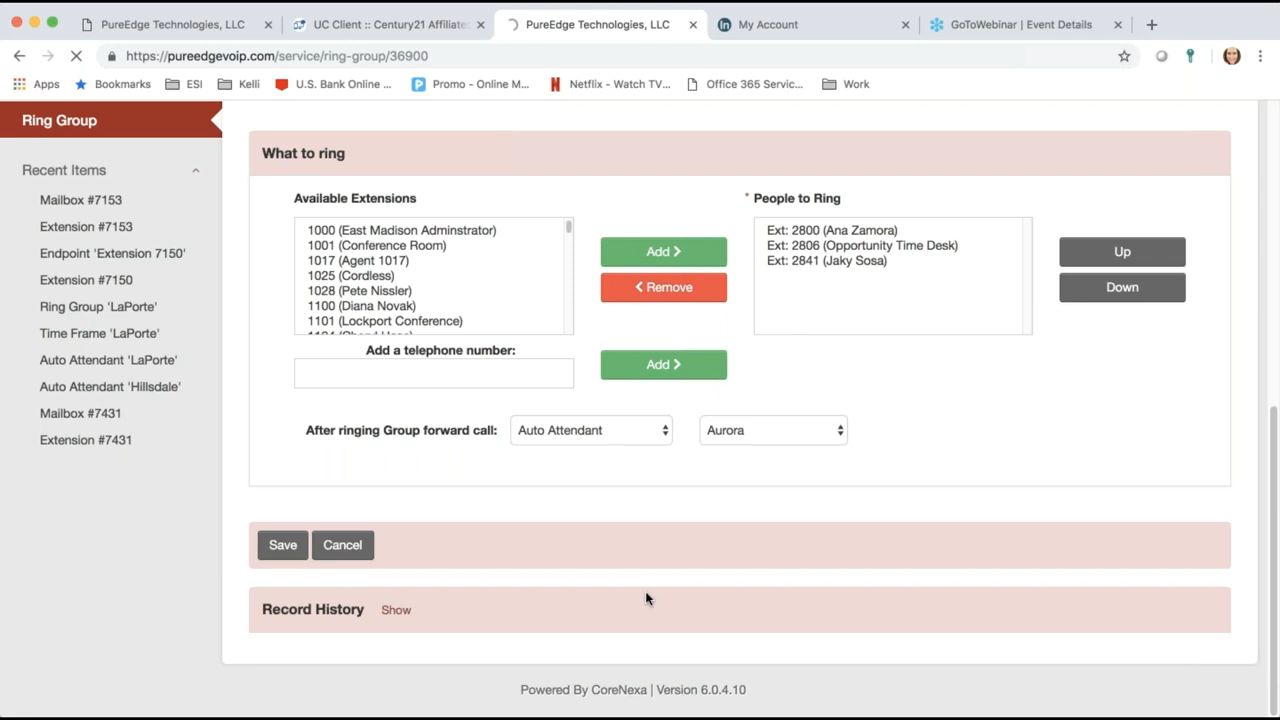 PureEdge Technologies, LLC
UC Client :: Century21 Affiliate
PureEdge Technologies, LLC
My Account
GoToWebinar | Event Details
https://pureedgevoip.com/service/ring-group/36900
Apps
Bookmarks
ESI
Kelli
U.S. Bank Online ...
Promo - Online M...
Netflix - Watch TV...
Office 365 Servic...
Work
Ring Group
Recent Items
Mailbox #7153
Extension #7153
Endpoint 'Extension 7150'
Extension #7150
Ring Group 'LaPorte'
Time Frame 'LaPorte'
Auto Attendant 'LaPorte'
Auto Attendant 'Hillsdale'
Mailbox #7431
Extension #7431
What to ring
Available Extensions
1000 (East Madison Adminstrator)
1001 (Conference Room)
1017 (Agent 1017)
1025 (Cordless)
1028 (Pete Nissler)
1100 (Diana Novak)
1101 (Lockport Conference)
Add >
< Remove
* People to Ring
Ext: 2800 (Ana Zamora)
Ext: 2806 (Opportunity Time Desk)
Ext: 2841 (Jaky Sosa)
Up
Down
Add a telephone number:
Add >
After ringing Group forward call: Auto Attendant Aurora
Save Cancel
Record History Show
Powered By CoreNexa | Version 6.0.4.10